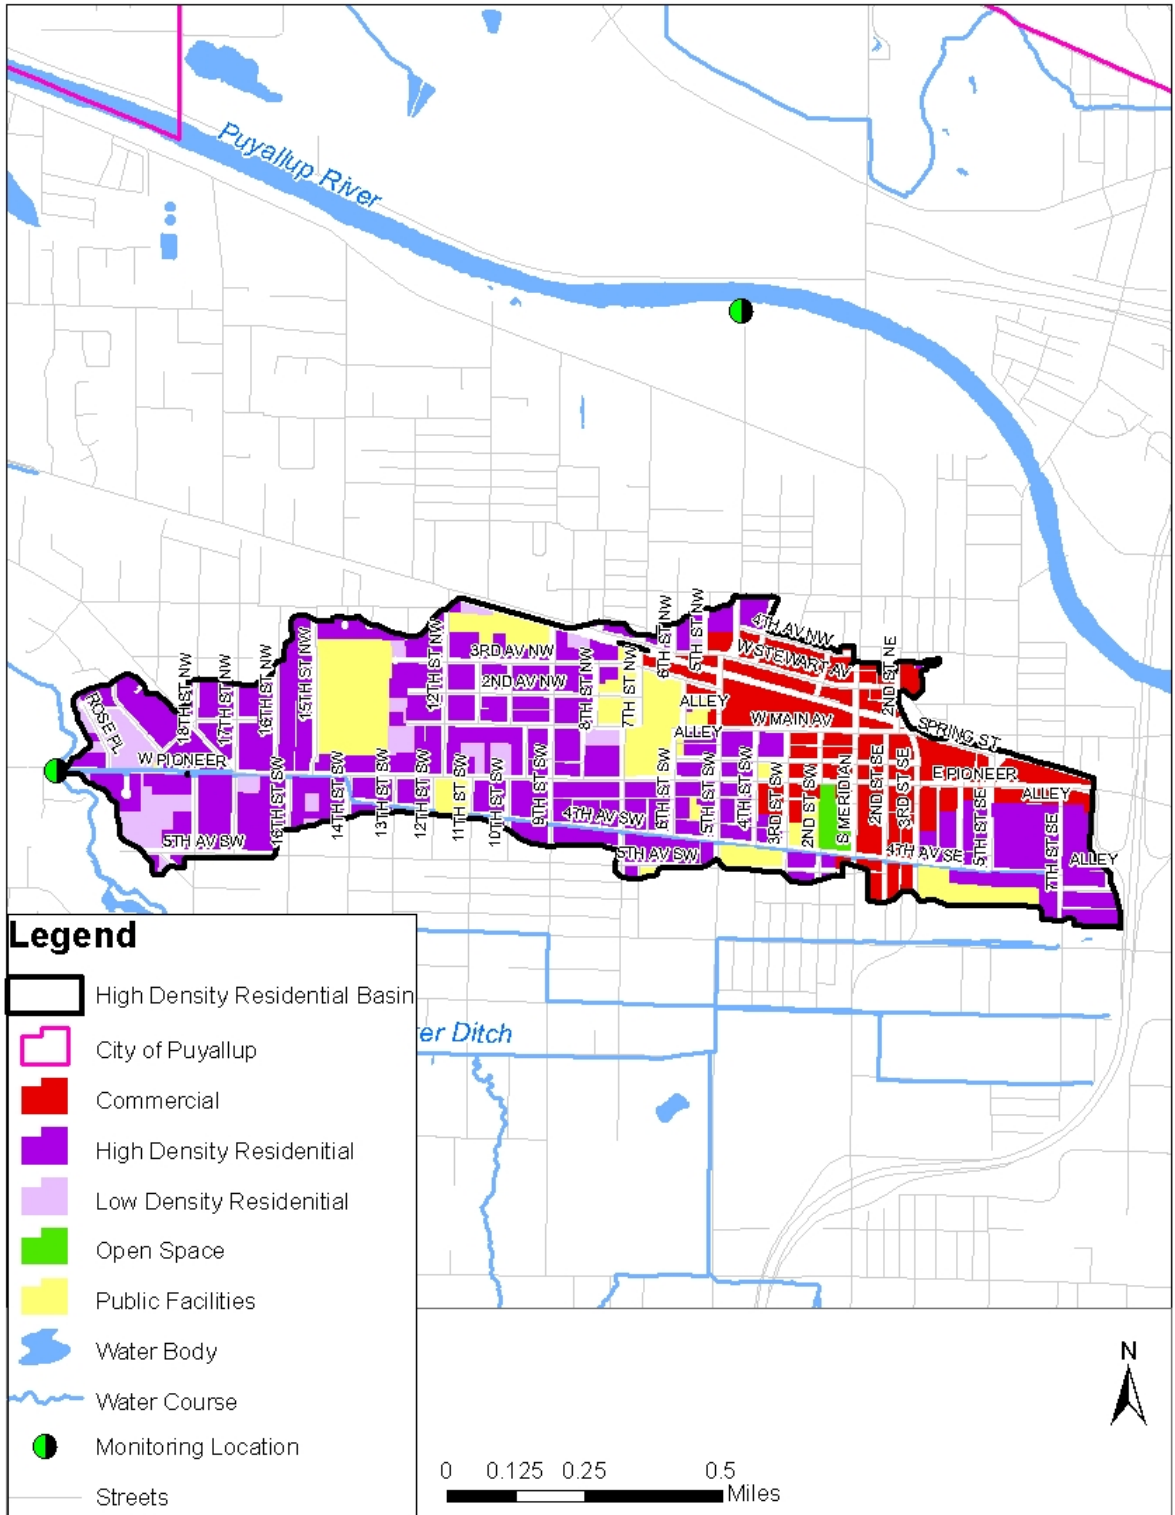 Puyallup River
4TH AV NW
W STEWART AV
2ND ST NE
5TH ST NW
6TH ST NW
3RD AV NW
2ND AV NW
12TH ST NW
15TH ST NW
16TH ST NW
17TH ST NW
18TH ST NW
8TH ST NW
7TH ST NW
ALLEY
W MAIN AV
ALLEY
SPRING ST
ROSE PL
W PIONEER
E PIONEER
ALLEY
5TH AV SW
15TH ST SW
14TH ST SW
13TH ST SW
12TH ST SW
11TH ST SW
10TH ST SW
9TH ST SW
4TH AV SW
5TH AV SW
6TH ST SW
5TH ST SW
4TH ST SW
3RD ST SW
2ND ST SW
S MERIDIAN
2ND ST SE
3RD ST SE
4TH AV SE
5TH ST SE
7TH ST SE
ALLEY
er Ditch
Legend
High Density Residential Basin
City of Puyallup
Commercial
High Density Residenitial
Low Density Residenitial
Open Space
Public Facilities
Water Body
Water Course
Monitoring Location
Streets
N
0 0.125 0.25 0.5
Miles